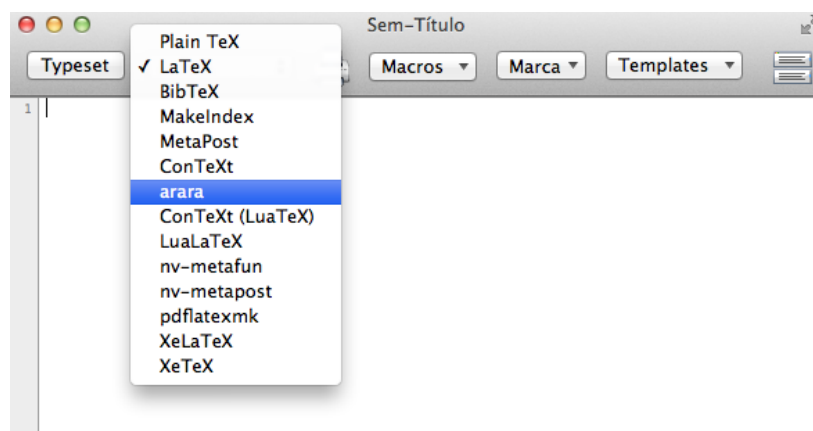 Sem-Título
Typeset
Macros
Marca
Templates
1
Plain TeX
✓ LaTeX
BibTeX
MakeIndex
MetaPost
ConTeXt
arara
ConTeXt (LuaTeX)
LuaLaTeX
nv-metafun
nv-metapost
pdflatexmk
XeLaTeX
XeTeX